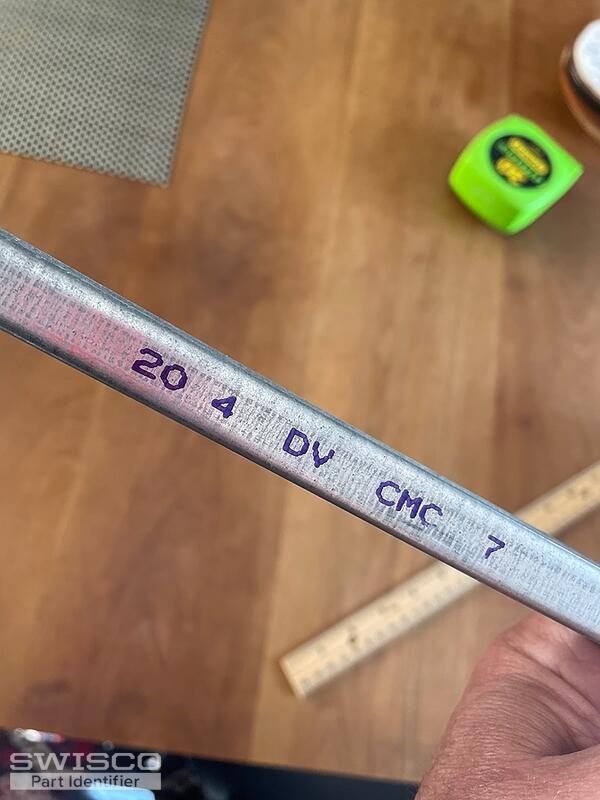 20 4 DV CMC 7
SWISCO
Part Identifier